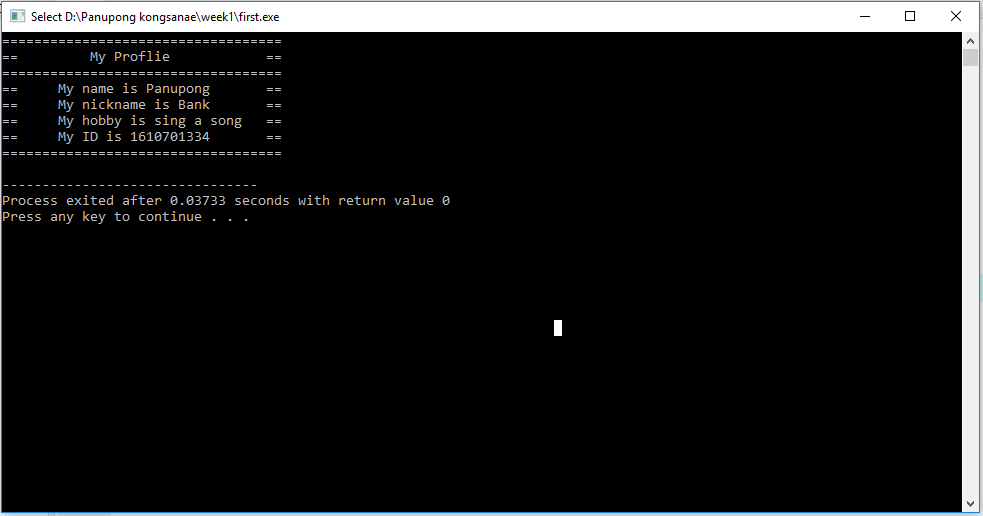 Select D:\Panupong kongsanae\week1\first.exe
===================================
==         My Proflie            ==
===================================
==     My name is Panupong       ==
==     My nickname is Bank       ==
==     My hobby is sing a song   ==
==     My ID is 1610701334       ==
===================================
--------------------------------
Process exited after 0.03733 seconds with return value 0
Press any key to continue . . .